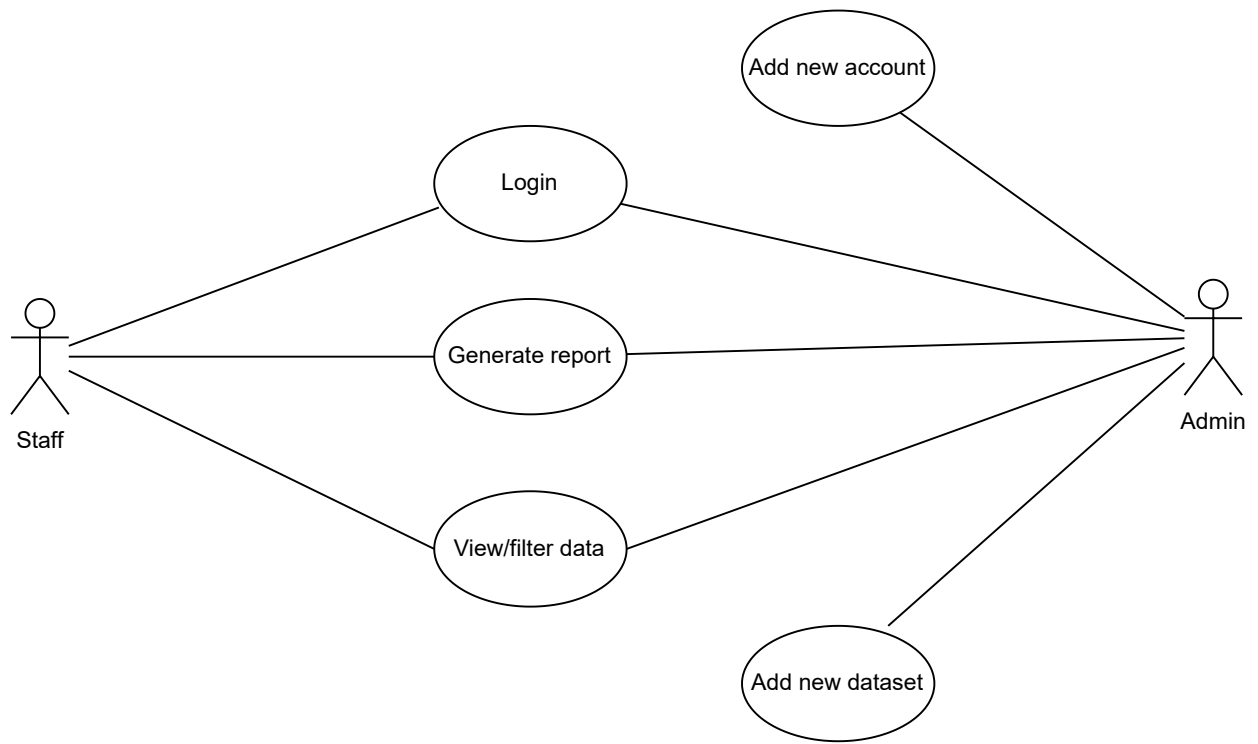 Add new account
Login
Generate report
Staff
Admin
View/filter data
Add new dataset